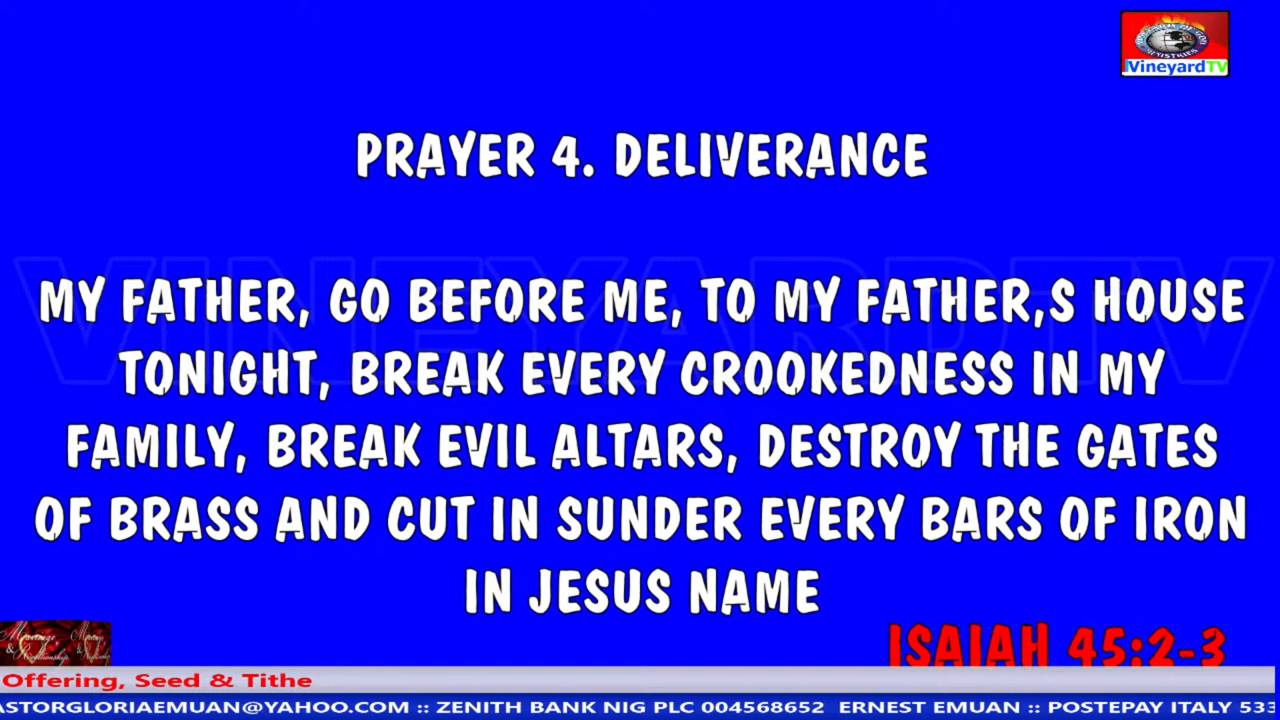 VineyardTV
PRAYER 4. DELIVERANCE
VINEYARDTV
MY FATHER, GO BEFORE ME, TO MY FATHER,S HOUSE
TONIGHT, BREAK EVERY CROOKEDNESS IN MY
FAMILY, BREAK EVIL ALTARS, DESTROY THE GATES
OF BRASS AND CUT IN SUNDER EVERY BARS OF IRON
IN JESUS NAME
ISAIAH 45:2-3
Offering, Seed & Tithe
ASTORGLORIAEMUAN@YAHOO.COM :: ZENITH BANK NIG PLC 004568652 ERNEST EMUAN :: POSTEPAY ITALY 533